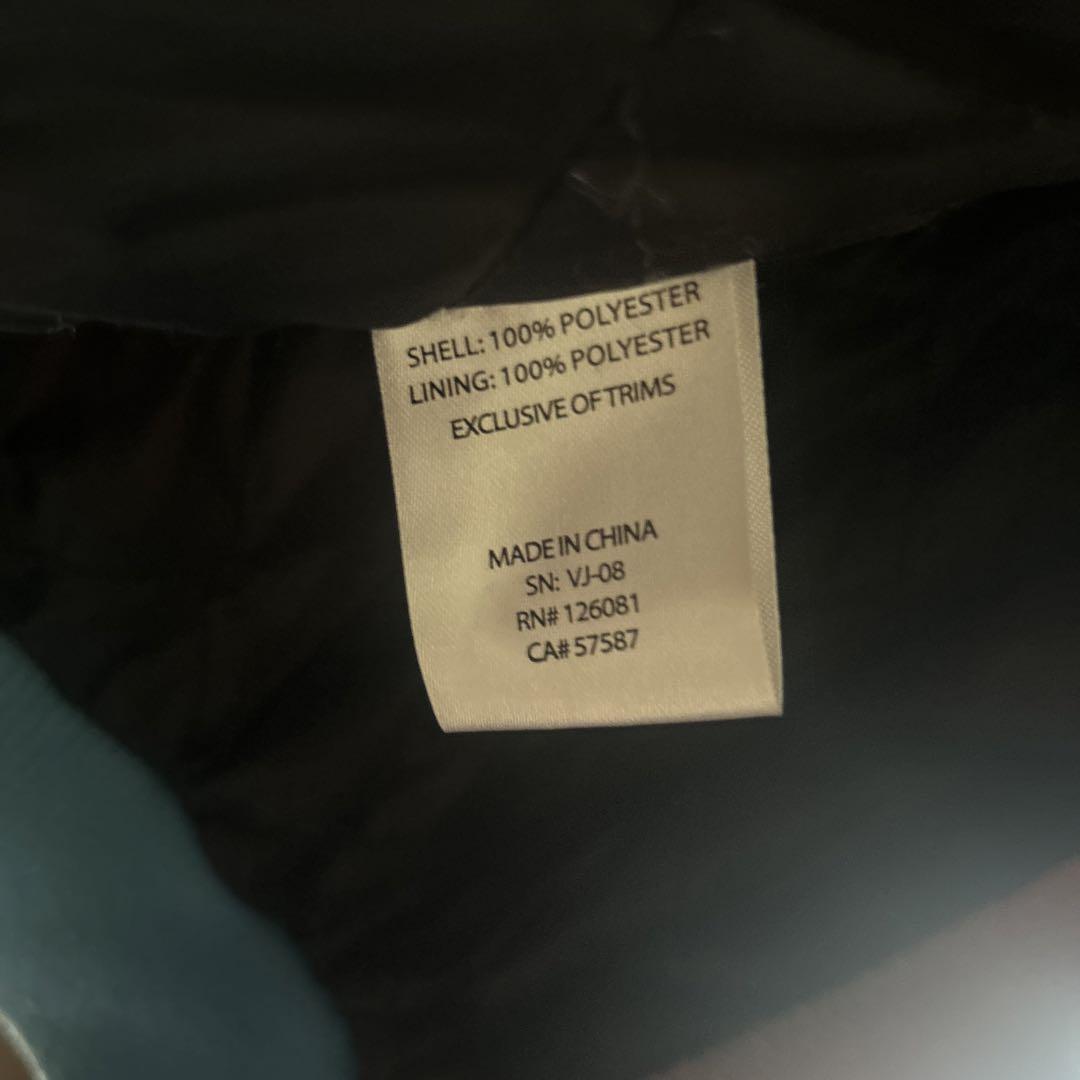 SHELL: 100% POLYESTER
LINING: 100% POLYESTER
EXCLUSIVE OF TRIMS
MADE IN CHINA
SN: VJ-08
RN# 126081
CA# 57587